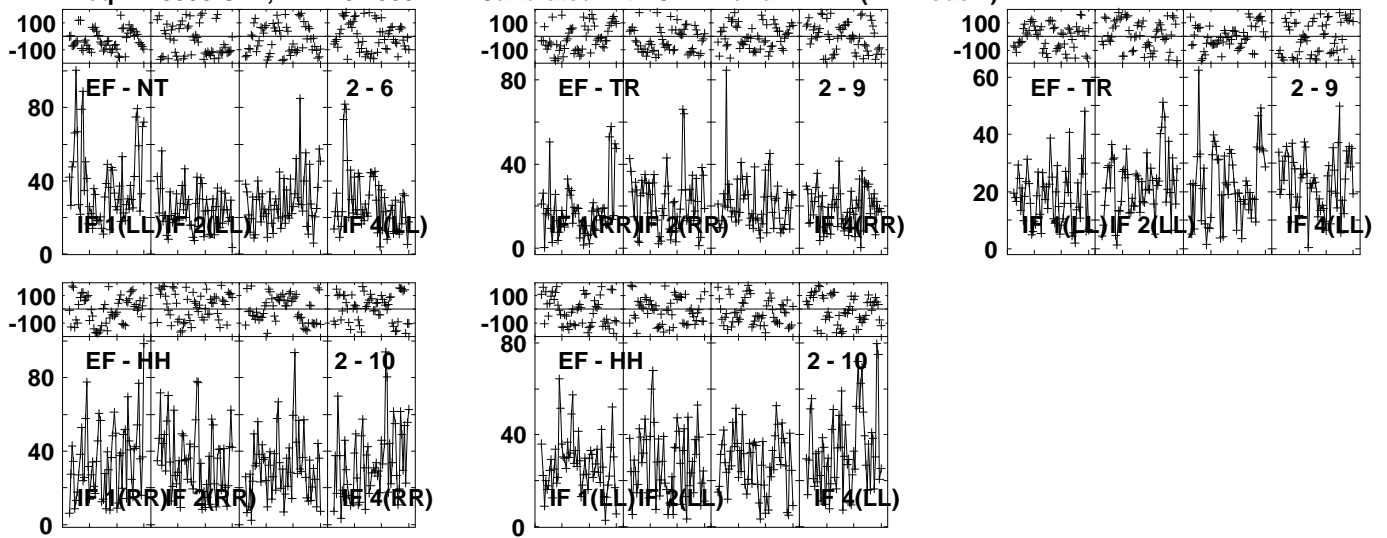 100 100 100
-100 -100 -100
EF - NT 2 - 6 EF - TR 2 - 9 EF - TR 2 - 9
80 80 60
40 40 40
20
IF 1(LL) IF 2(LL) IF 4(LL) IF 1(RR) IF 2(RR) IF 4(RR) IF 1(LL) IF 2(LL) IF 4(LL)
0 0 0
100 100
-100 -100
EF - HH 2 - 10 EF - HH 2 - 10
80 80
40 40
IF 1(RR) IF 2(RR) IF 4(RR) IF 1(LL) IF 2(LL) IF 4(LL)
0 0